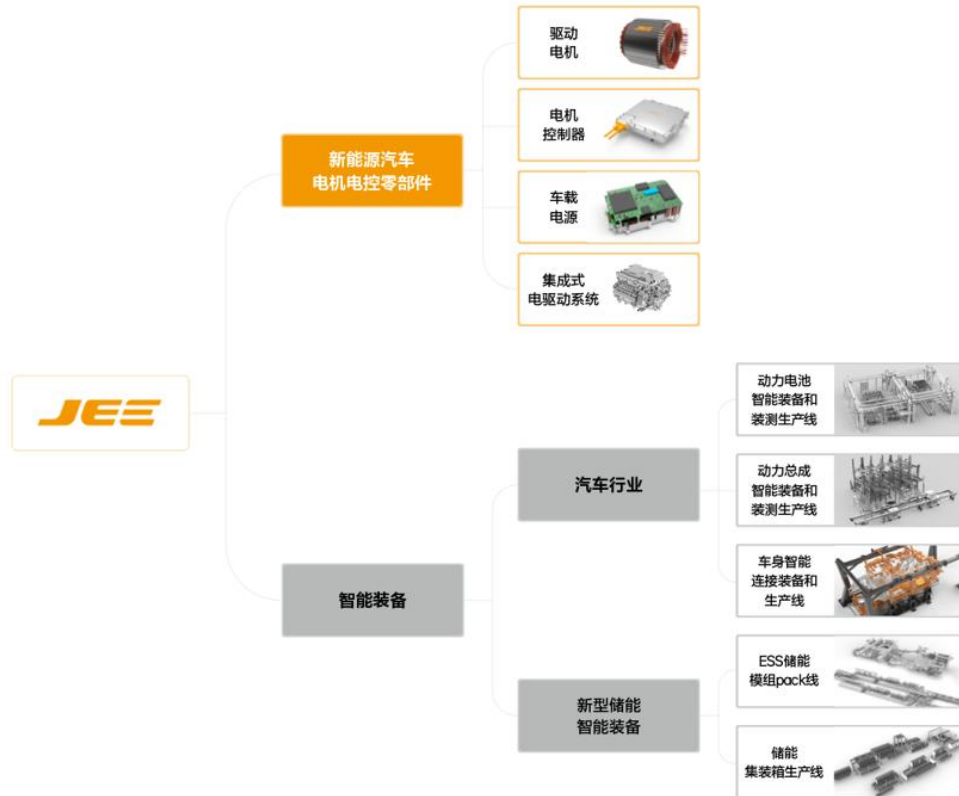 驱动
电机
电机
控制器
新能源汽车
电机电控零部件
车载
电源
集成式
电驱动系统
JEE
动力电池
智能装备和
装测生产线
汽车行业
动力总成
智能装备和
装测生产线
车身智能
连接装备和
生产线
智能装备
ESS储能
模组pack线
新型储能
智能装备
储能
集装箱生产线